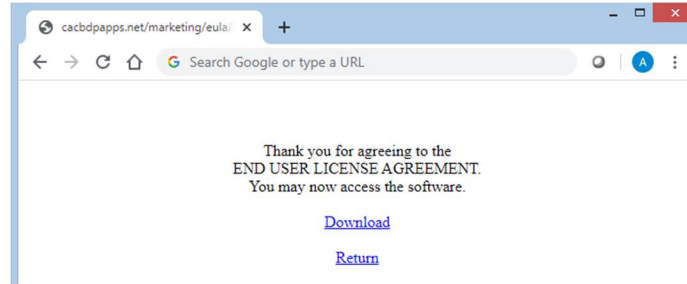 cacbdpapps.net/marketing/eula/
Search Google or type a URL
A
Thank you for agreeing to the
END USER LICENSE AGREEMENT.
You may now access the software.
Download
Return